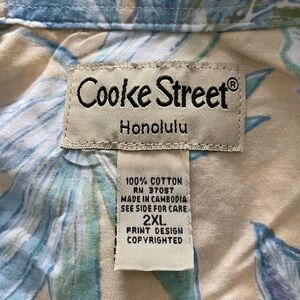 Cooke Street®
Honolulu
100% COTTON
RN 37057
MADE IN CAMBODIA
SEE SIDE FOR CARE
2XL
PRINT DESIGN
COPYRIGHTED